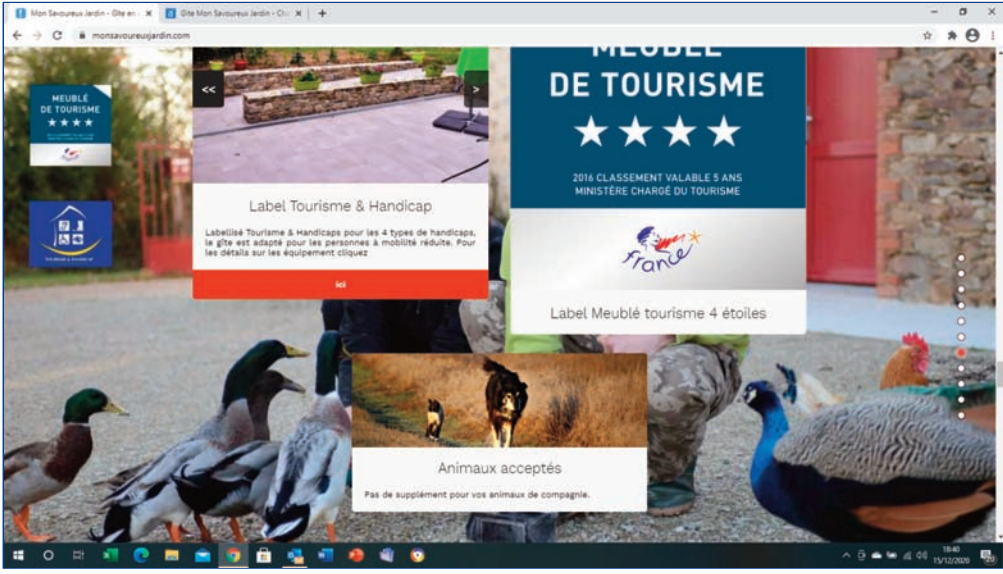 Mon Savoureux Jardin - Gîte en
Gîte Mon Savoureux Jardin - Ch
monsavoureuxjardin.com
MEUBLÉ
DE TOURISME
<<
>
MEUBLÉ
DE TOURISME
2016 CLASSEMENT VALABLE 5 ANS
MINISTÈRE CHARGÉ DU TOURISME
france
Label Tourisme & Handicap
Labellisé Tourisme & Handicaps pour les 4 types de handicaps,
le gîte est adapté pour les personnes à mobilité réduite. Pour
les détails sur les équipement cliquez
ici
Label Meublé tourisme 4 étoiles
TOURISME & HANDICAP
Animaux acceptés
Pas de supplément pour vos animaux de compagnie.
18:40
15/12/2020